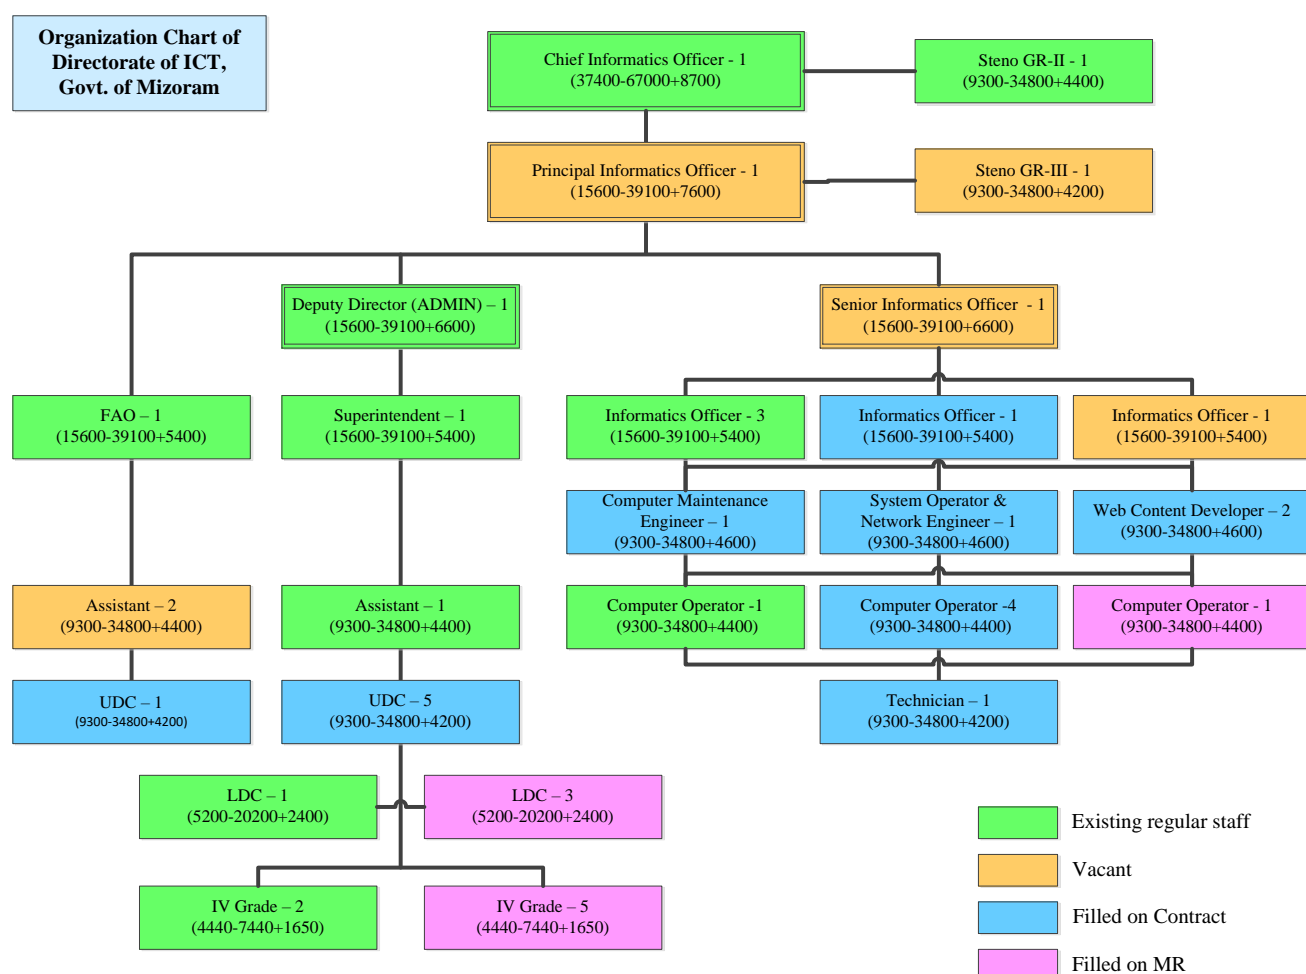 Organization Chart of
Directorate of ICT,
Govt. of Mizoram
Chief Informatics Officer - 1
(37400-67000+8700)
Steno GR-II - 1
(9300-34800+4400)
Principal Informatics Officer - 1
(15600-39100+7600)
Steno GR-III - 1
(9300-34800+4200)
Deputy Director (ADMIN) – 1
(15600-39100+6600)
Senior Informatics Officer - 1
(15600-39100+6600)
FAO – 1
(15600-39100+5400)
Superintendent – 1
(15600-39100+5400)
Informatics Officer - 3
(15600-39100+5400)
Informatics Officer - 1
(15600-39100+5400)
Informatics Officer - 1
(15600-39100+5400)
Computer Maintenance
Engineer – 1
(9300-34800+4600)
System Operator &
Network Engineer – 1
(9300-34800+4600)
Web Content Developer – 2
(9300-34800+4600)
Assistant – 2
(9300-34800+4400)
Assistant – 1
(9300-34800+4400)
Computer Operator -1
(9300-34800+4400)
Computer Operator -4
(9300-34800+4400)
Computer Operator - 1
(9300-34800+4400)
UDC – 1
(9300-34800+4200)
UDC – 5
(9300-34800+4200)
Technician – 1
(9300-34800+4200)
LDC – 1
(5200-20200+2400)
LDC – 3
(5200-20200+2400)
IV Grade – 2
(4440-7440+1650)
IV Grade – 5
(4440-7440+1650)
Existing regular staff
Vacant
Filled on Contract
Filled on MR